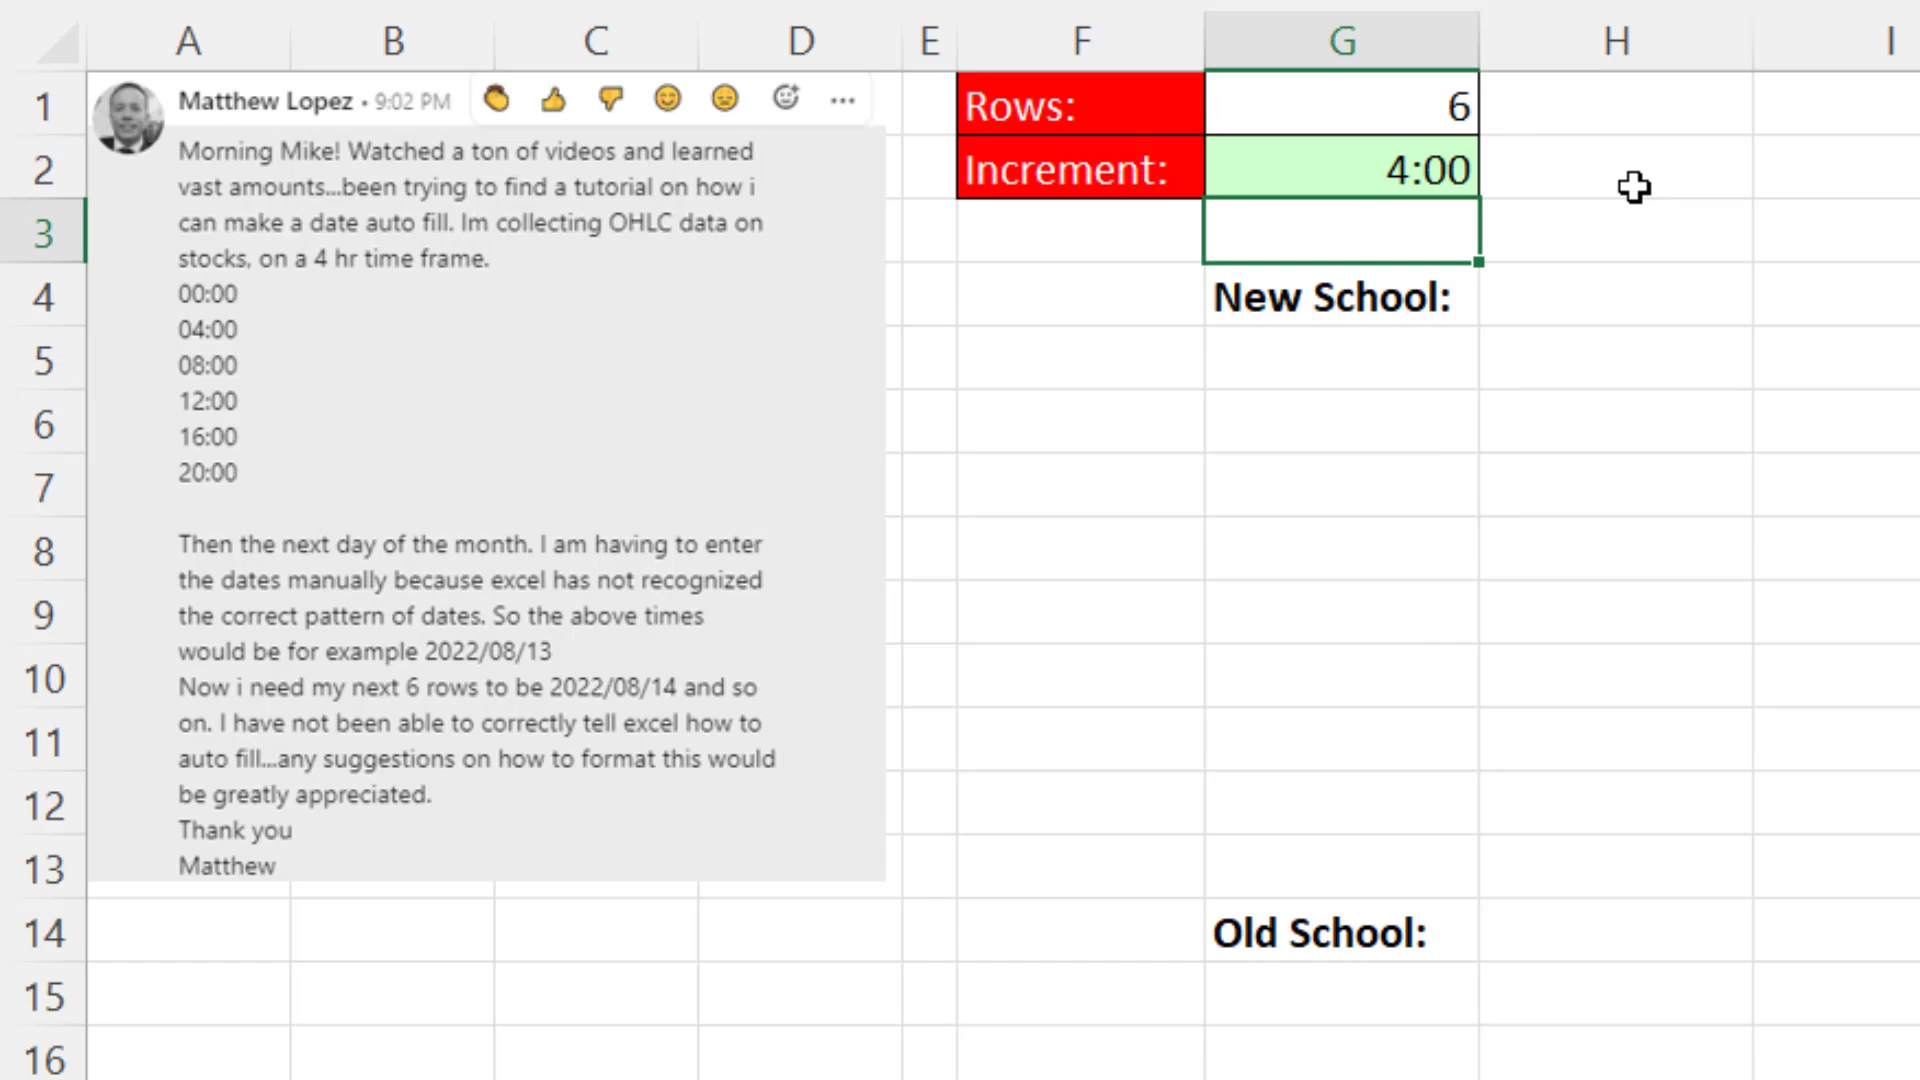 A B C D E F G H I
1 Matthew Lopez • 9:02 PM ... Rows: 6
Morning Mike! Watched a ton of videos and learned
2 vast amounts...been trying to find a tutorial on how i Increment: 4:00
3 can make a date auto fill. Im collecting OHLC data on
stocks, on a 4 hr time frame.
4 00:00 New School:
04:00
5 08:00
6 12:00
16:00
7 20:00
8 Then the next day of the month. I am having to enter
the dates manually because excel has not recognized
9 the correct pattern of dates. So the above times
would be for example 2022/08/13
10 Now i need my next 6 rows to be 2022/08/14 and so
on. I have not been able to correctly tell excel how to
11 auto fill...any suggestions on how to format this would
12 be greatly appreciated.
Thank you
13 Matthew
14 Old School:
15
16